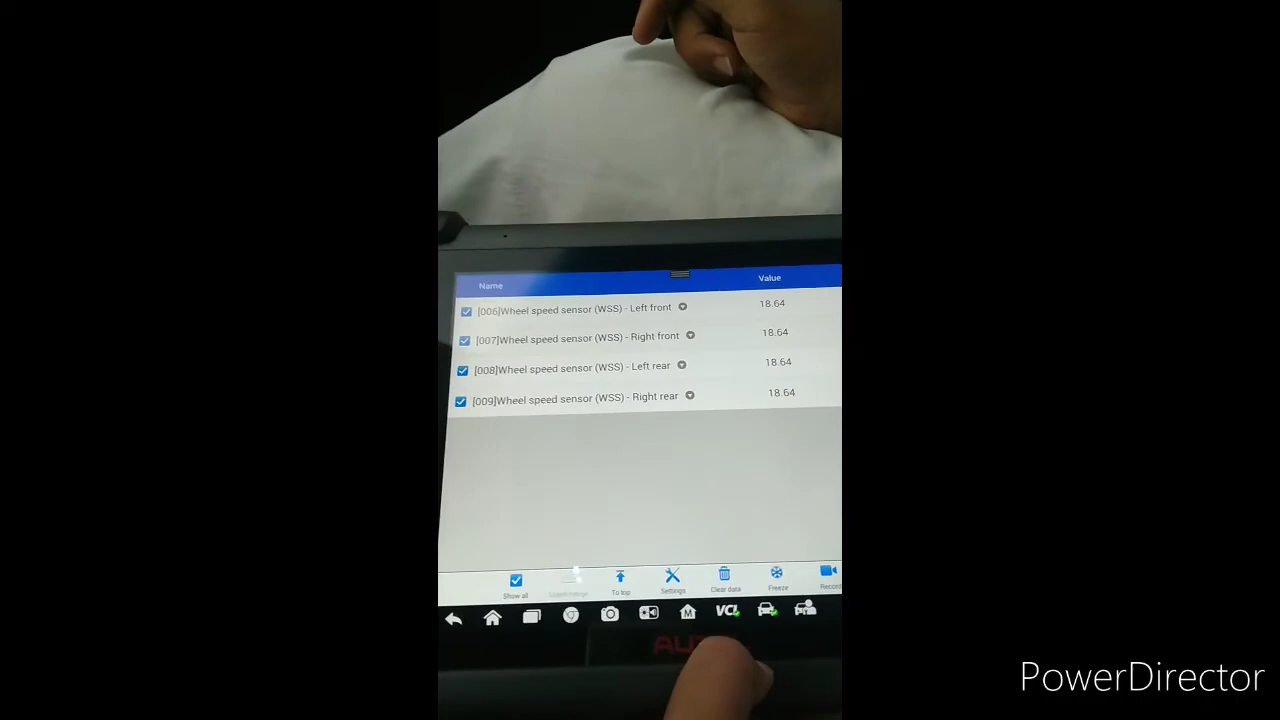 Name Value
[006]Wheel speed sensor (WSS) - Left front 18.64
[007]Wheel speed sensor (WSS) - Right front 18.64
[008]Wheel speed sensor (WSS) - Left rear 18.64
[009]Wheel speed sensor (WSS) - Right rear 18.64
Show all To top Settings Clear data Freeze Record
M VCI
PowerDirector